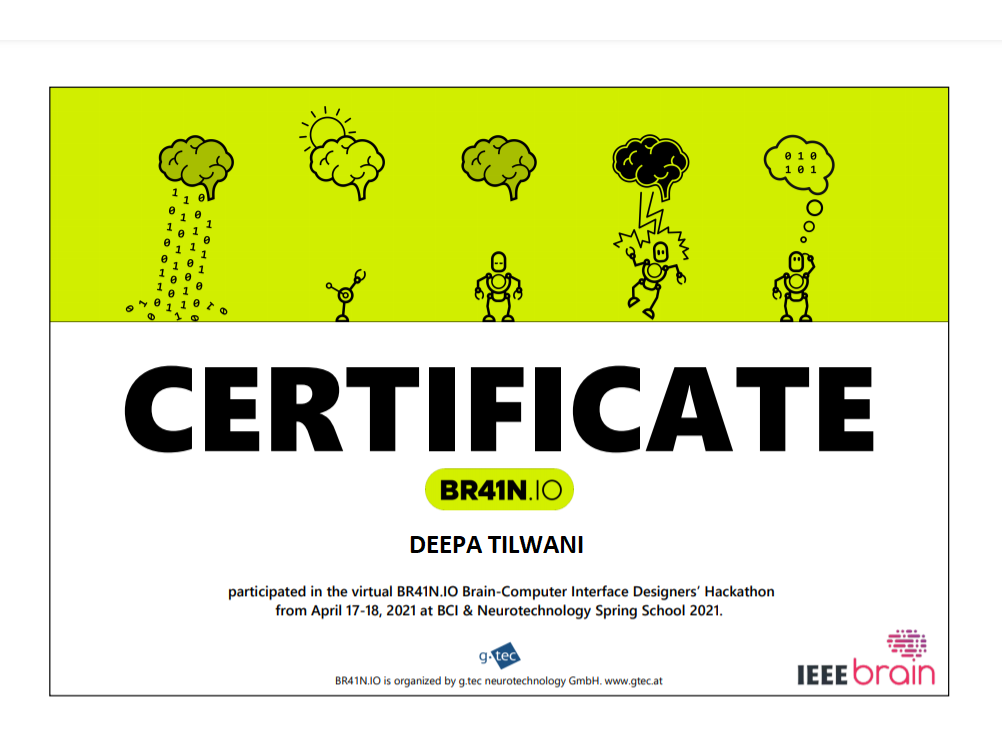 0 1 0
1 0 1
CERTIFICATE
BR41N.IO
DEEPA TILWANI
participated in the virtual BR41N.IO Brain-Computer Interface Designers’ Hackathon
from April 17-18, 2021 at BCI & Neurotechnology Spring School 2021.
g.tec
BR41N.IO is organized by g.tec neurotechnology GmbH. www.gtec.at
IEEE brain